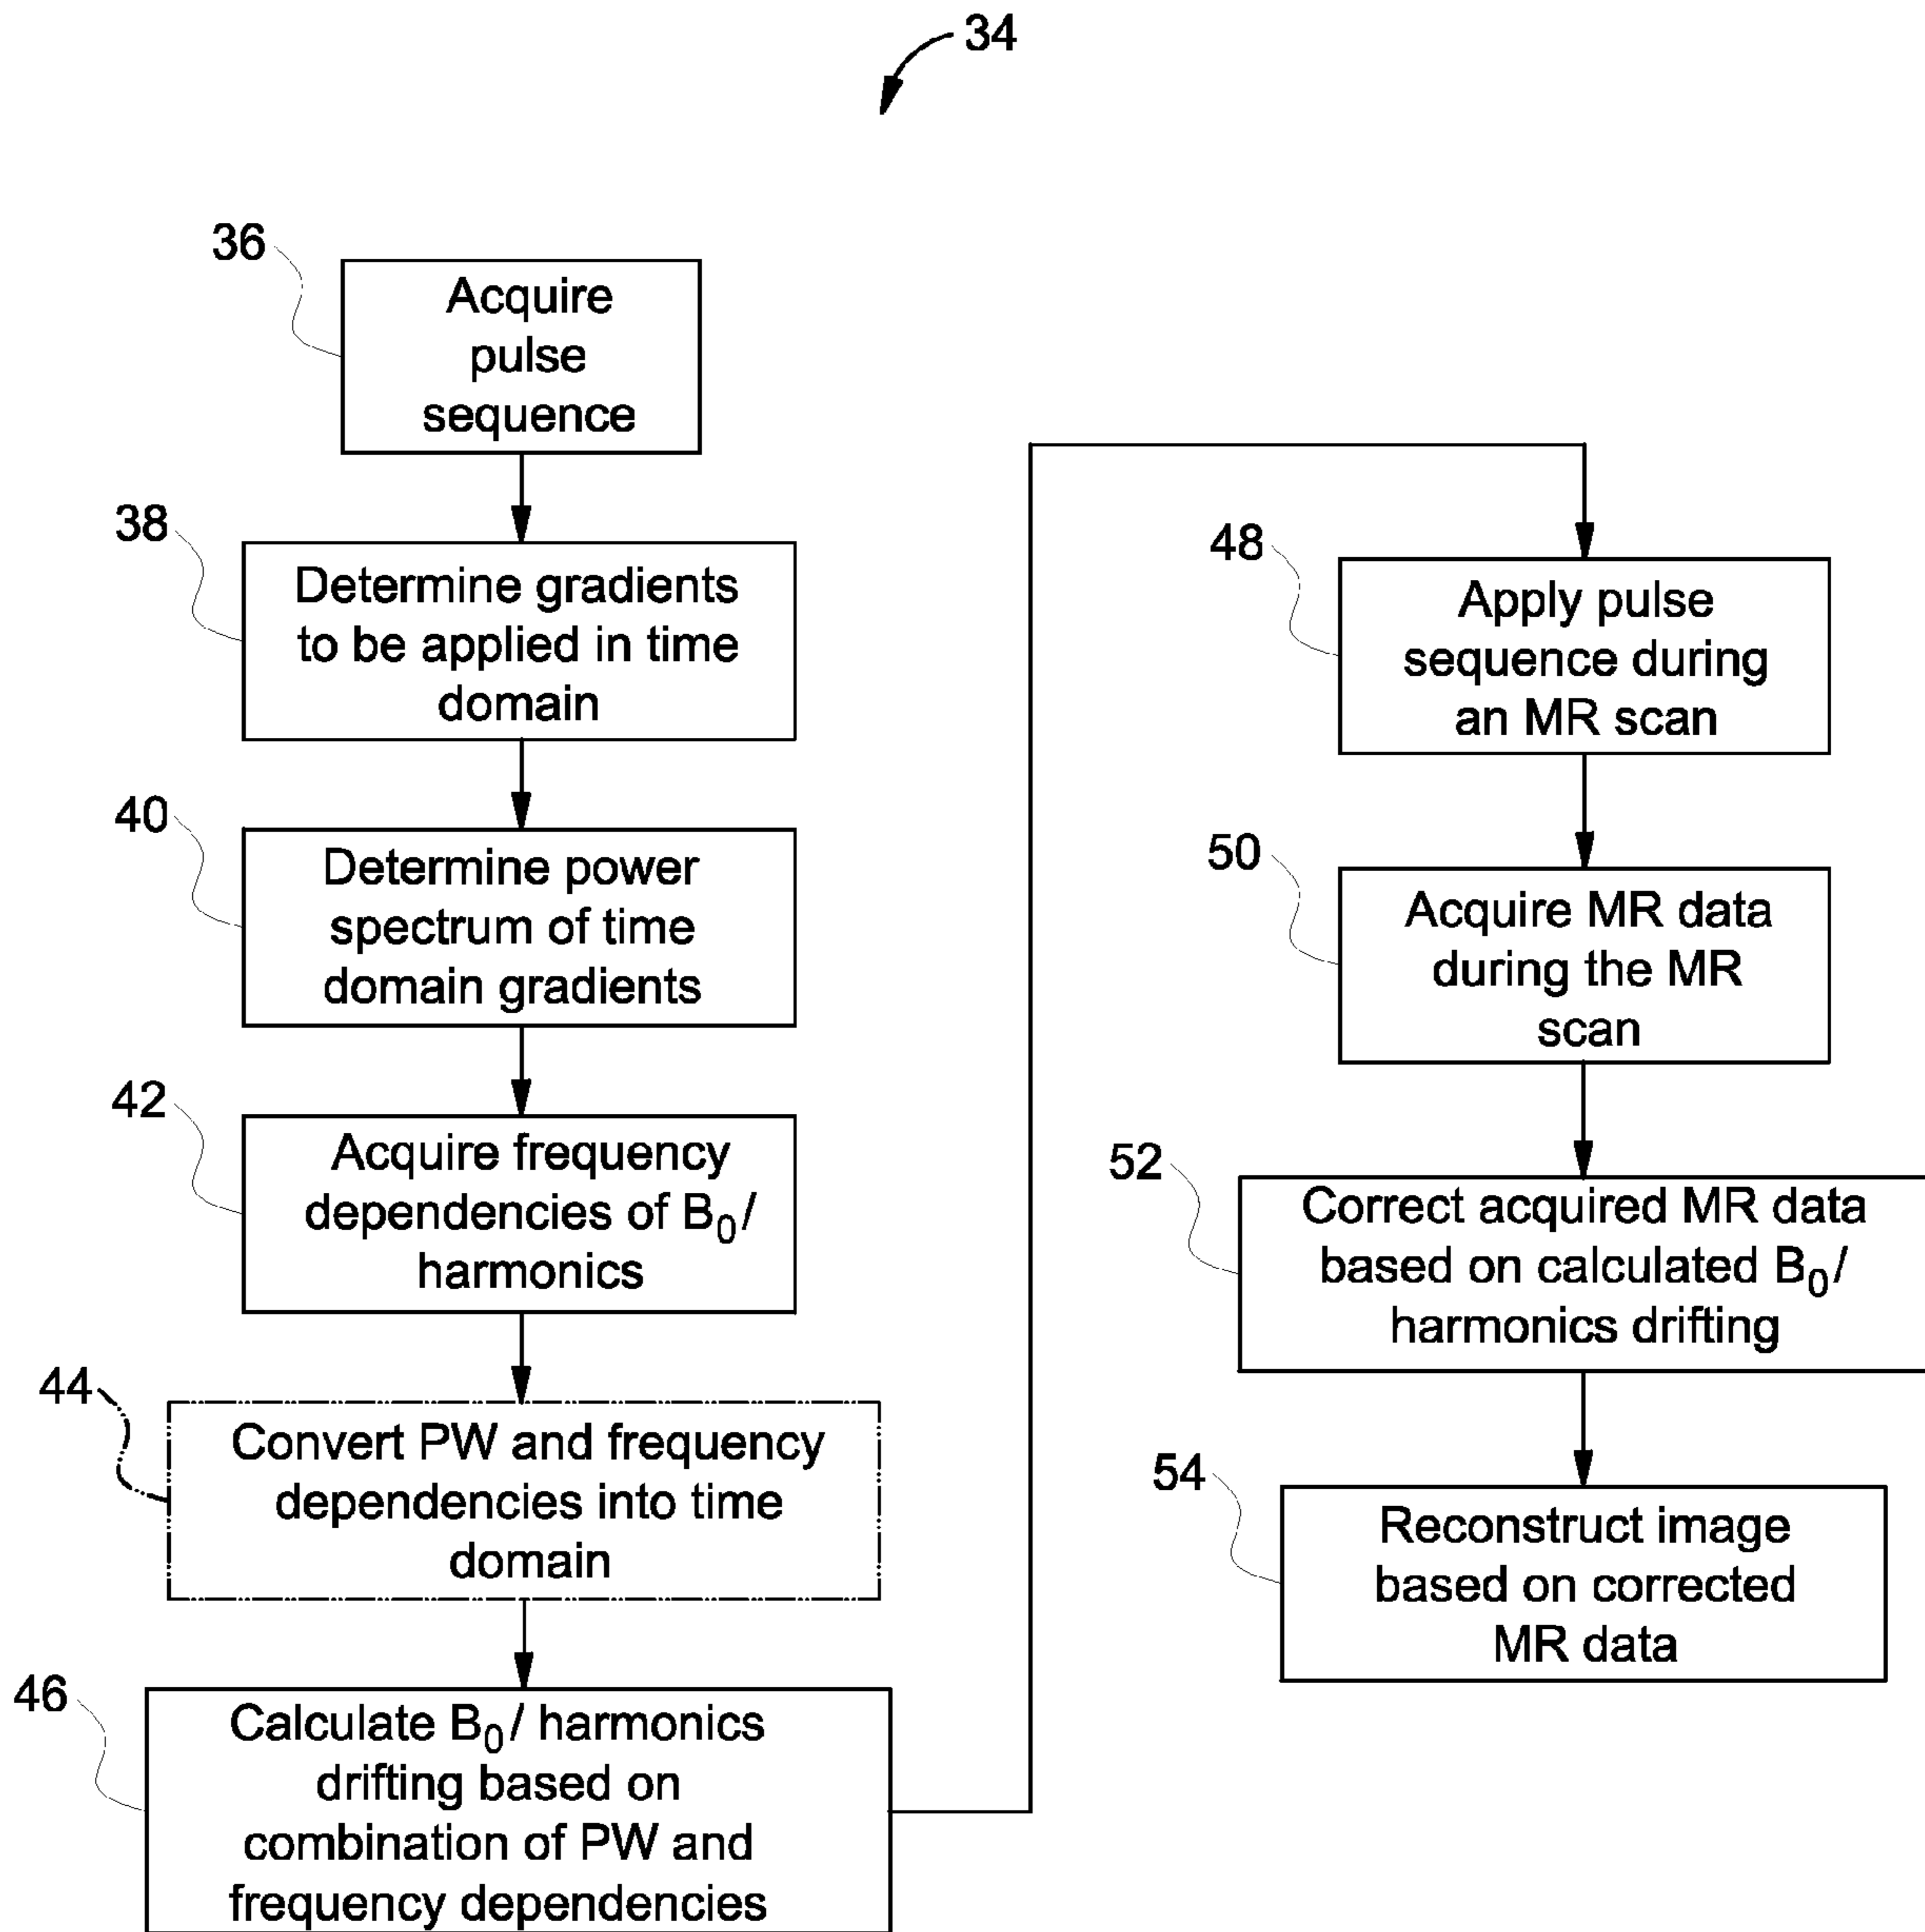 34
36
Acquire
pulse
sequence
38
Determine gradients
to be applied in time
domain
40
Determine power
spectrum of time
domain gradients
42
Acquire frequency
dependencies of B₀/
harmonics
44
Convert PW and frequency
dependencies into time
domain
46
Calculate B₀/ harmonics
drifting based on
combination of PW and
frequency dependencies
48
Apply pulse
sequence during
an MR scan
50
Acquire MR data
during the MR
scan
52
Correct acquired MR data
based on calculated B₀/
harmonics drifting
54
Reconstruct image
based on corrected
MR data